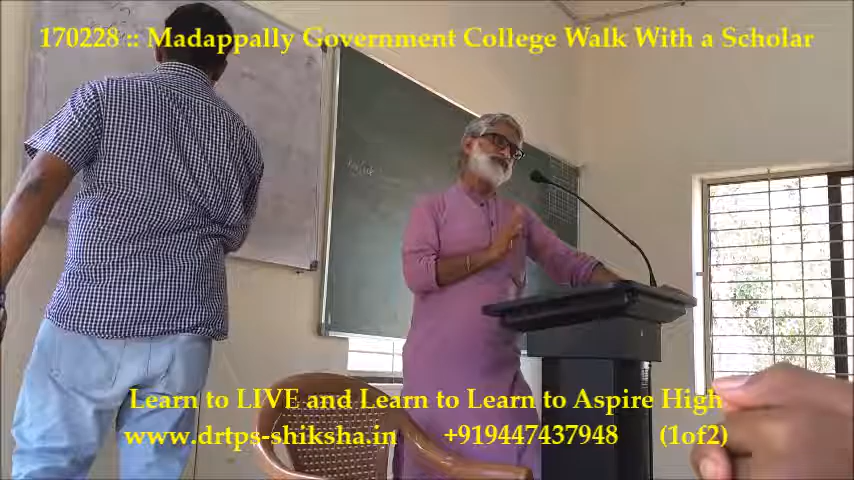 170228 :: Madappally Government College Walk With a Scholar
Learn to LIVE and Learn to Learn to Aspire High
www.drtps-shiksha.in +919447437948 (1of2)